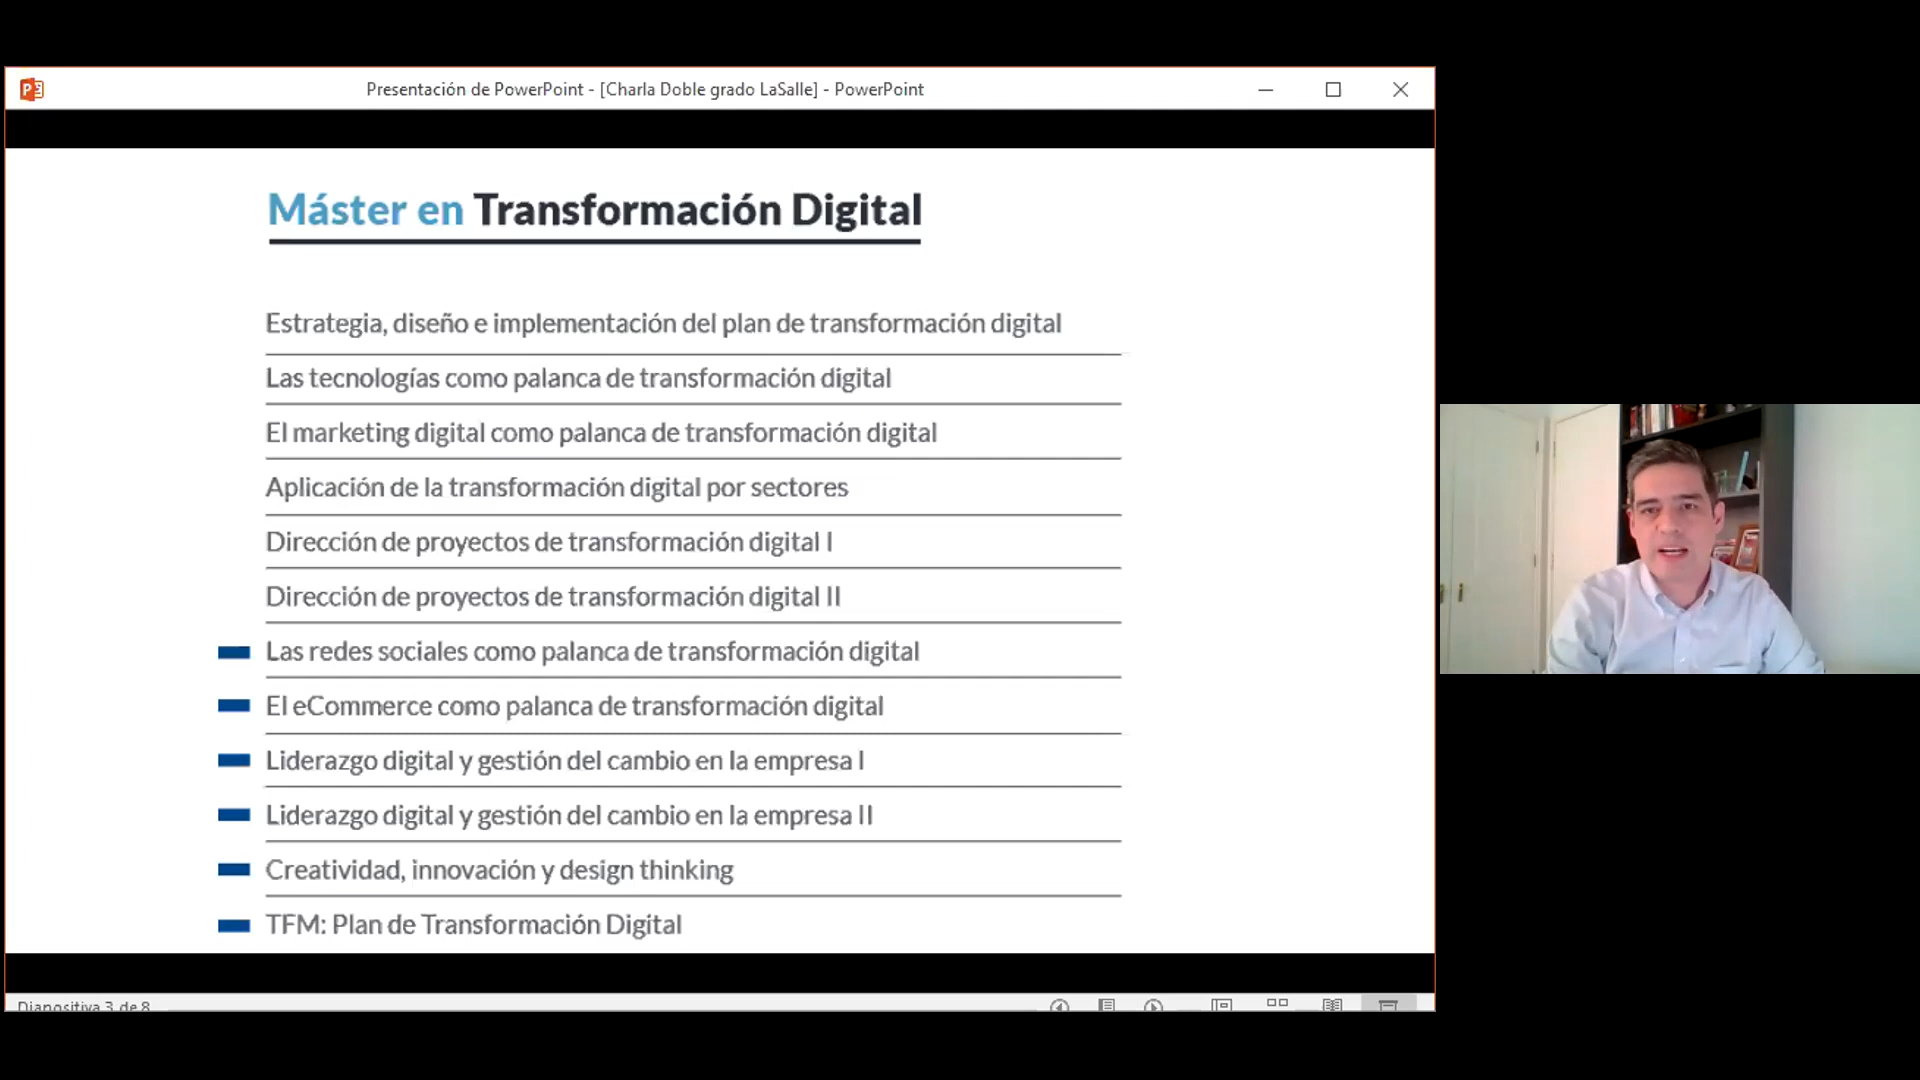 Presentación de PowerPoint - [Charla Doble grado LaSalle] - PowerPoint
Máster en Transformación Digital
Estrategia, diseño e implementación del plan de transformación digital
Las tecnologías como palanca de transformación digital
El marketing digital como palanca de transformación digital
Aplicación de la transformación digital por sectores
Dirección de proyectos de transformación digital I
Dirección de proyectos de transformación digital II
Las redes sociales como palanca de transformación digital
El eCommerce como palanca de transformación digital
Liderazgo digital y gestión del cambio en la empresa I
Liderazgo digital y gestión del cambio en la empresa II
Creatividad, innovación y design thinking
TFM: Plan de Transformación Digital
Diapositiva 3 de 8